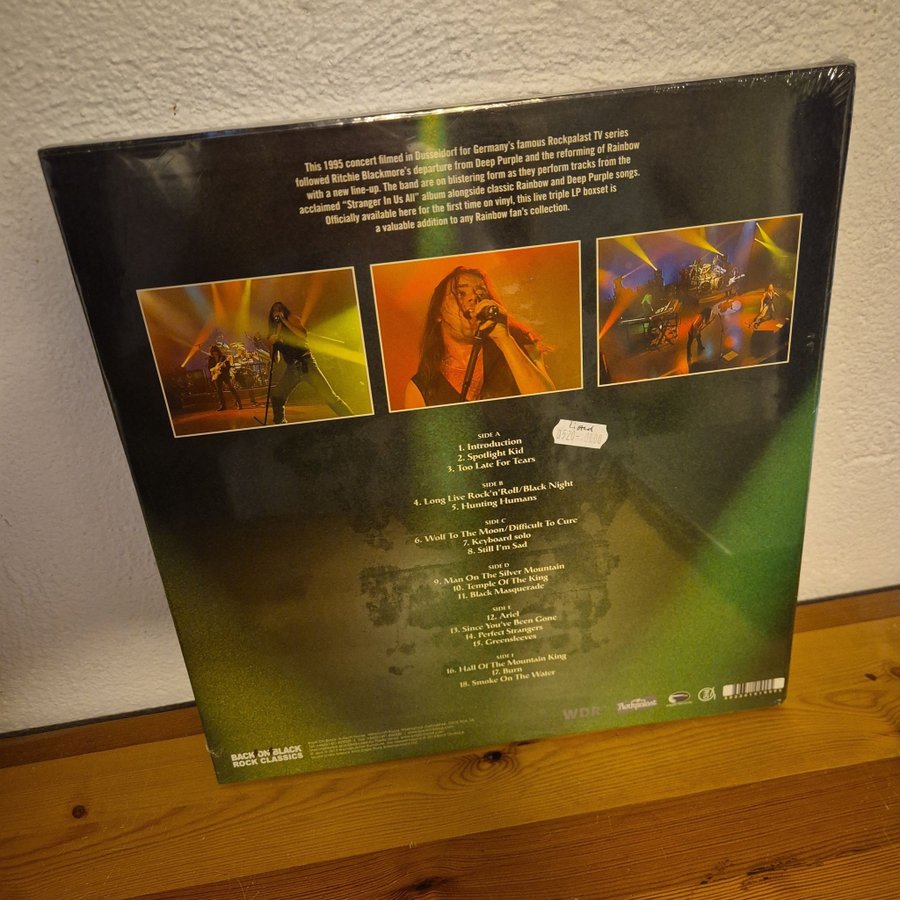 This 1995 concert filmed in Dusseldorf for Germany's famous Rockpalast TV series
followed Ritchie Blackmore's departure from Deep Purple and the reforming of Rainbow
with a new line-up. The band are on blistering form as they perform tracks from the
acclaimed "Stranger In Us All" album alongside classic Rainbow and Deep Purple songs.
Officially available here for the first time on vinyl, this live triple LP boxset is
a valuable addition to any Rainbow fan's collection.
Listed
SIDE A
1. Introduction
2. Spotlight Kid
3. Too Late For Tears
SIDE B
4. Long Live Rock'n'Roll/Black Night
5. Hunting Humans
SIDE C
6. Wolf To The Moon/Difficult To Cure
7. Keyboard solo
8. Still I'm Sad
SIDE D
9. Man On The Silver Mountain
10. Temple Of The King
11. Black Masquerade
SIDE E
12. Ariel
13. Since You've Been Gone
14. Perfect Strangers
15. Greensleeves
SIDE F
16. Hall Of The Mountain King
17. Burn
18. Smoke On The Water
WDR
Rockpalast
BACK ON BLACK
ROCK CLASSICS